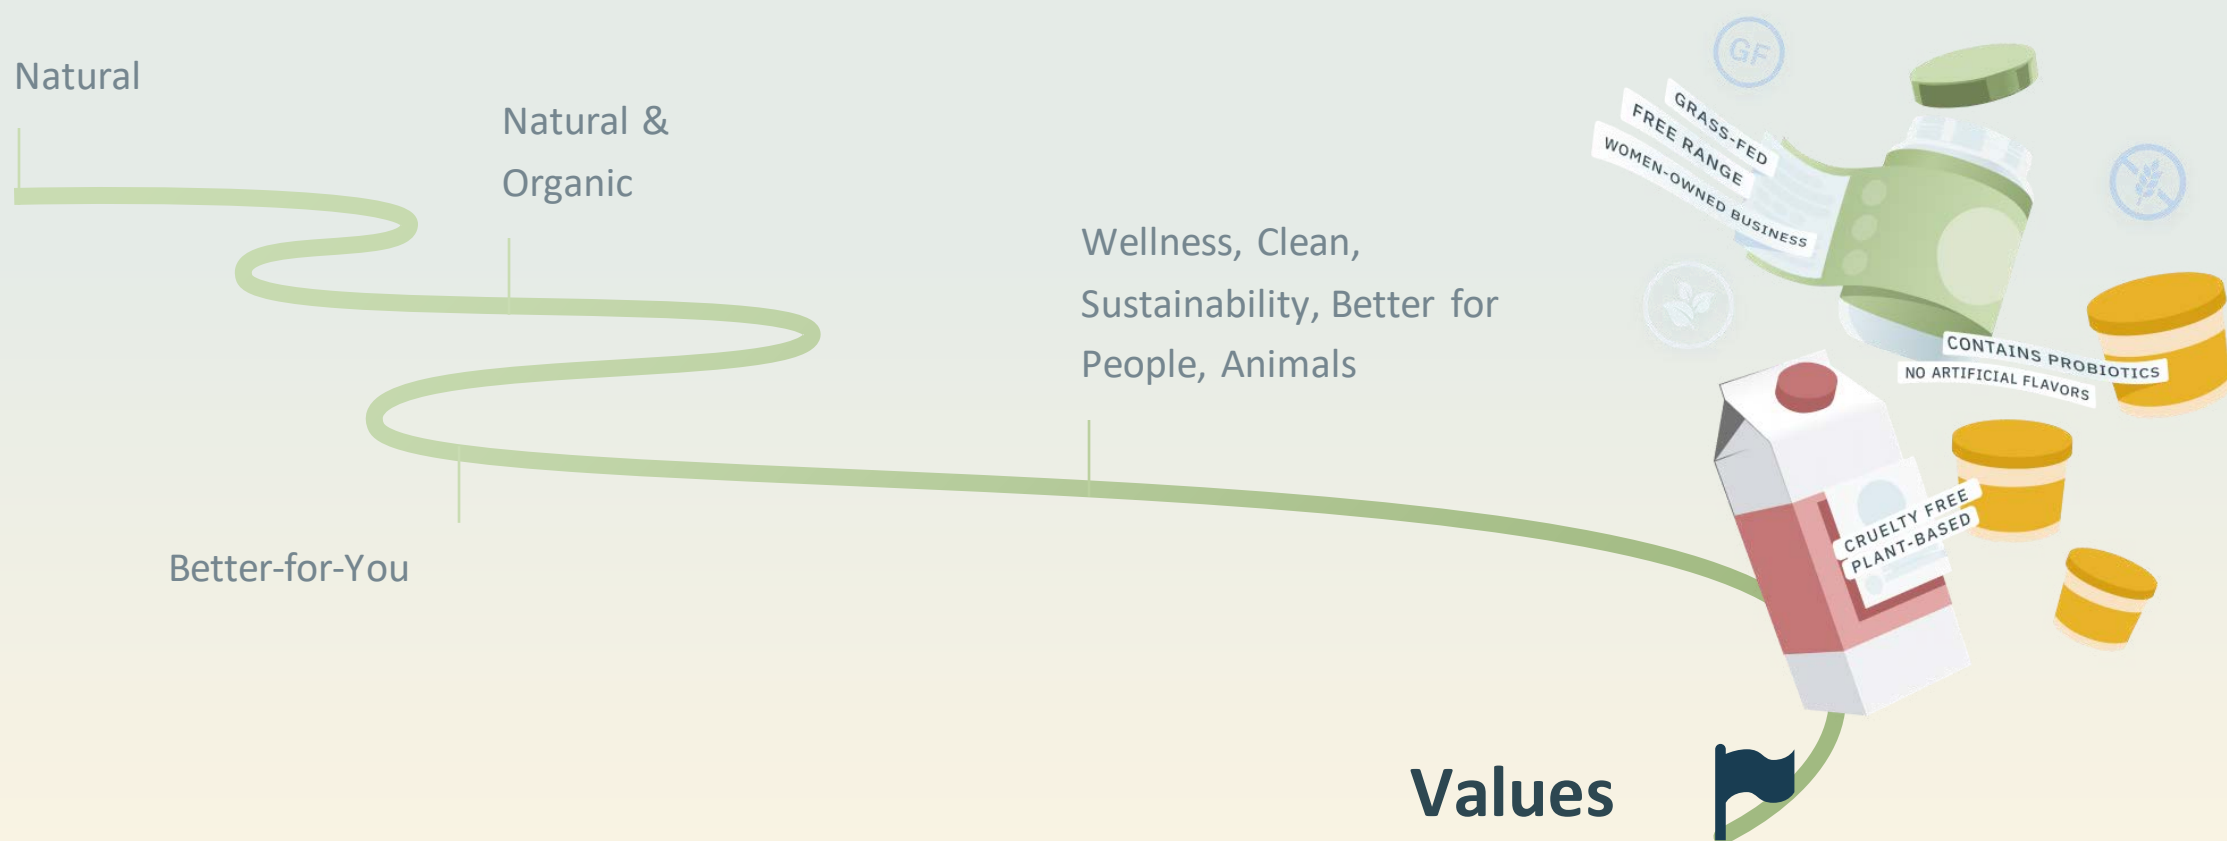 Natural
Natural &
Organic
Better-for-You
Wellness, Clean,
Sustainability, Better for
People, Animals
GF
GRASS-FED
FREE RANGE
WOMEN-OWNED BUSINESS
CONTAINS PROBIOTICS
NO ARTIFICIAL FLAVORS
CRUELTY FREE
PLANT-BASED
Values